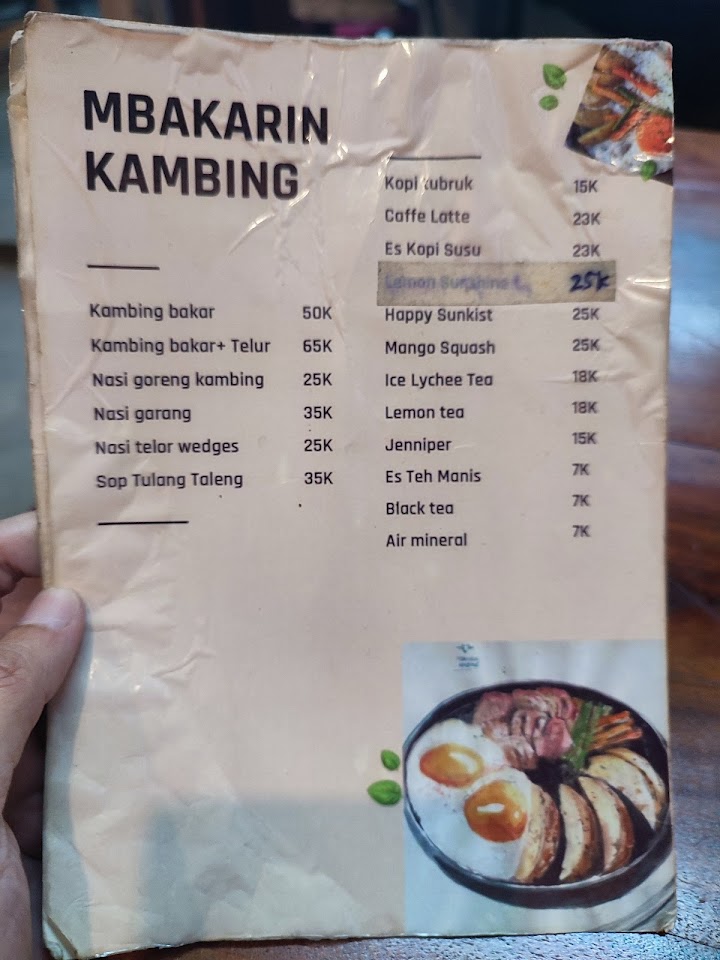 MBAKARIN
KAMBING
Kambing bakar 50K
Kambing bakar+ Telur 65K
Nasi goreng kambing 25K
Nasi garang 35K
Nasi telor wedges 25K
Sop Tulang Taleng 35K
Kopi tubruk 15K
Caffe Latte 23K
Es Kopi Susu 23K
Lemon Sunshine 25K
Happy Sunkist 25K
Mango Squash 25K
Ice Lychee Tea 18K
Lemon tea 18K
Jenniper 15K
Es Teh Manis 7K
Black tea 7K
Air mineral 7K